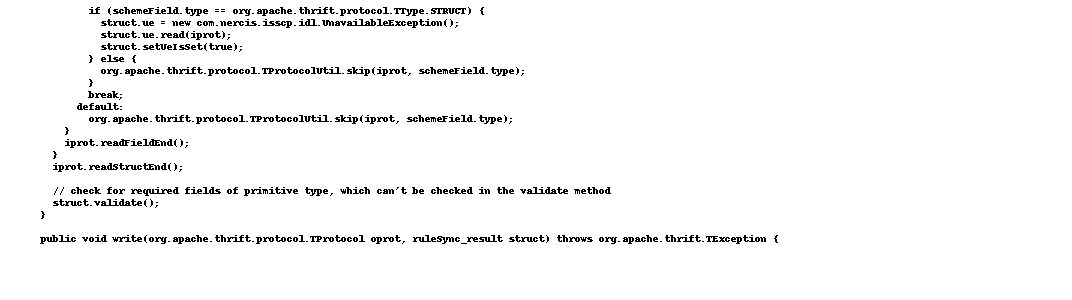 if (schemeField.type == org.apache.thrift.protocol.TType.STRUCT) {
struct.ue = new com.nercis.isscp.idl.UnavailableException();
struct.ue.read(iprot);
struct.setUeIsSet(true);
} else {
org.apache.thrift.protocol.TProtocolUtil.skip(iprot, schemeField.type);
}
break;
default:
org.apache.thrift.protocol.TProtocolUtil.skip(iprot, schemeField.type);
}
iprot.readFieldEnd();
}
iprot.readStructEnd();
// check for required fields of primitive type, which can't be checked in the validate method
struct.validate();
}
public void write(org.apache.thrift.protocol.TProtocol oprot, ruleSync_result struct) throws org.apache.thrift.TException {